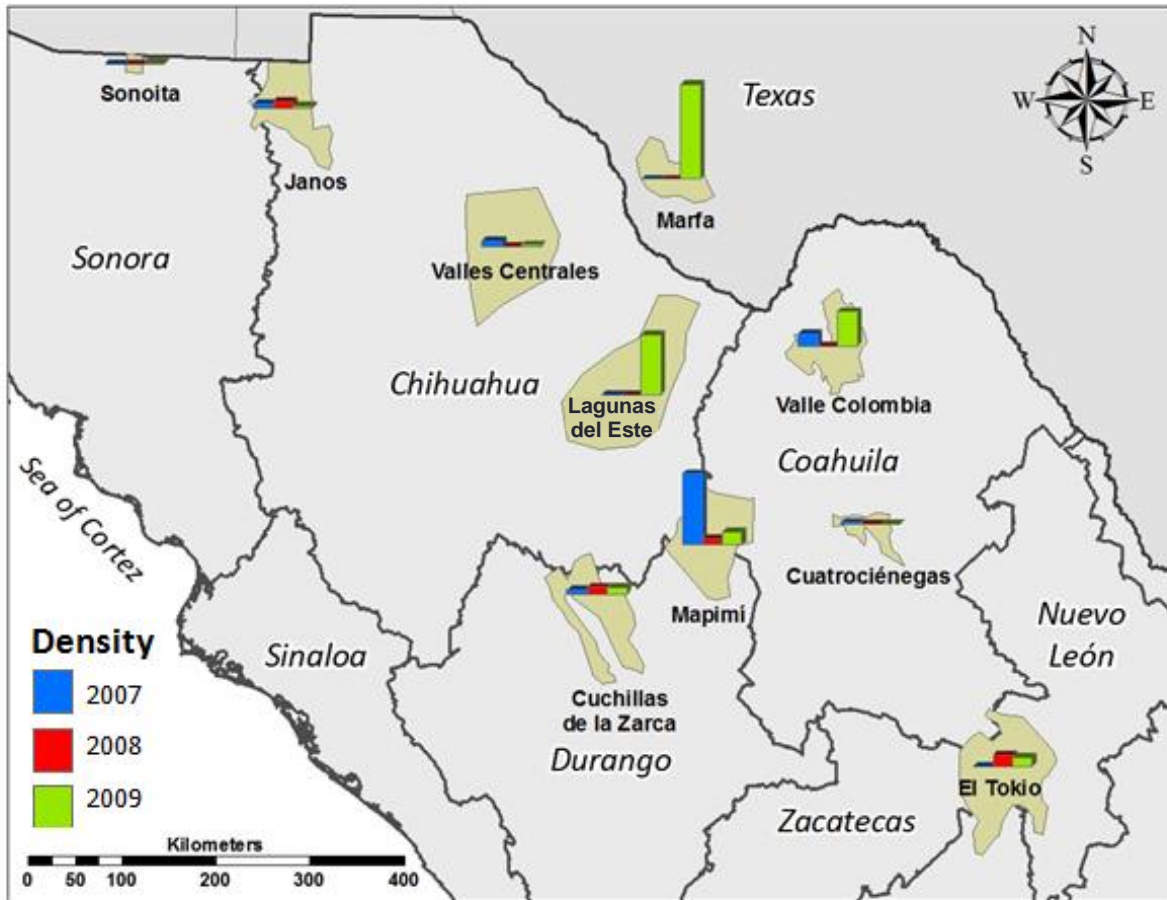 N
W E
S
Texas
Sonoita
Janos
Marfa
Sonora
Valles Centrales
Chihuahua
Lagunas
del Este
Valle Colombia
Coahuila
Sea of Cortez
Cuatrociénegas
Mapimí
Nuevo
León
Sinaloa
Cuchillas
de la Zarca
Durango
El Tokio
Zacatecas
Density
2007
2008
2009
Kilometers
0 50 100 200 300 400